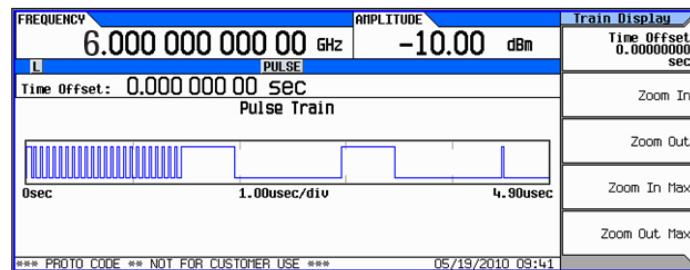 FREQUENCY
AMPLITUDE
6.000 000 000 00 GHz
-10.00 dBm
L
PULSE
Time Offset: 0.000 000 00 sec
Pulse Train
0sec
1.00usec/div
4.90usec
*** PROTO CODE ** NOT FOR CUSTOMER USE ***
05/19/2010 09:41
Train Display
Time Offset
0.00000000
sec
Zoom In
Zoom Out
Zoom In Max
Zoom Out Max